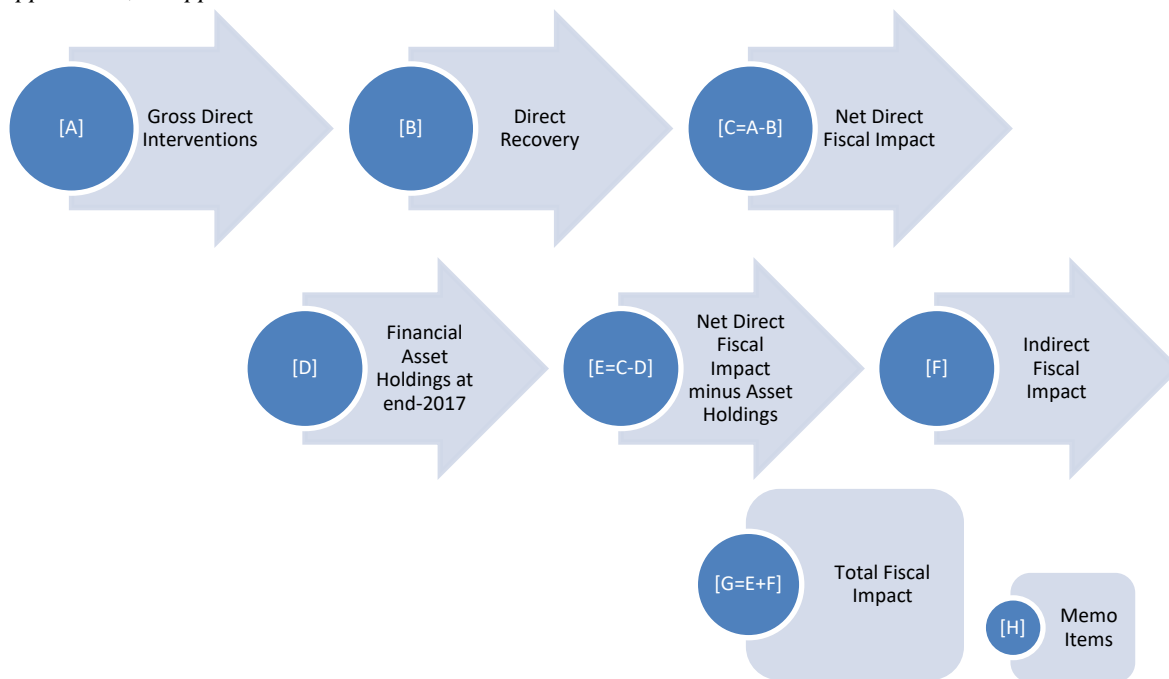 [A]
Gross Direct
Interventions
[B]
Direct
Recovery
[C=A-B]
Net Direct
Fiscal Impact
[D]
Financial
Asset
Holdings at
end-2017
[E=C-D]
Net Direct
Fiscal
Impact
minus Asset
Holdings
[F]
Indirect
Fiscal
Impact
[G=E+F]
Total Fiscal
Impact
[H]
Memo
Items